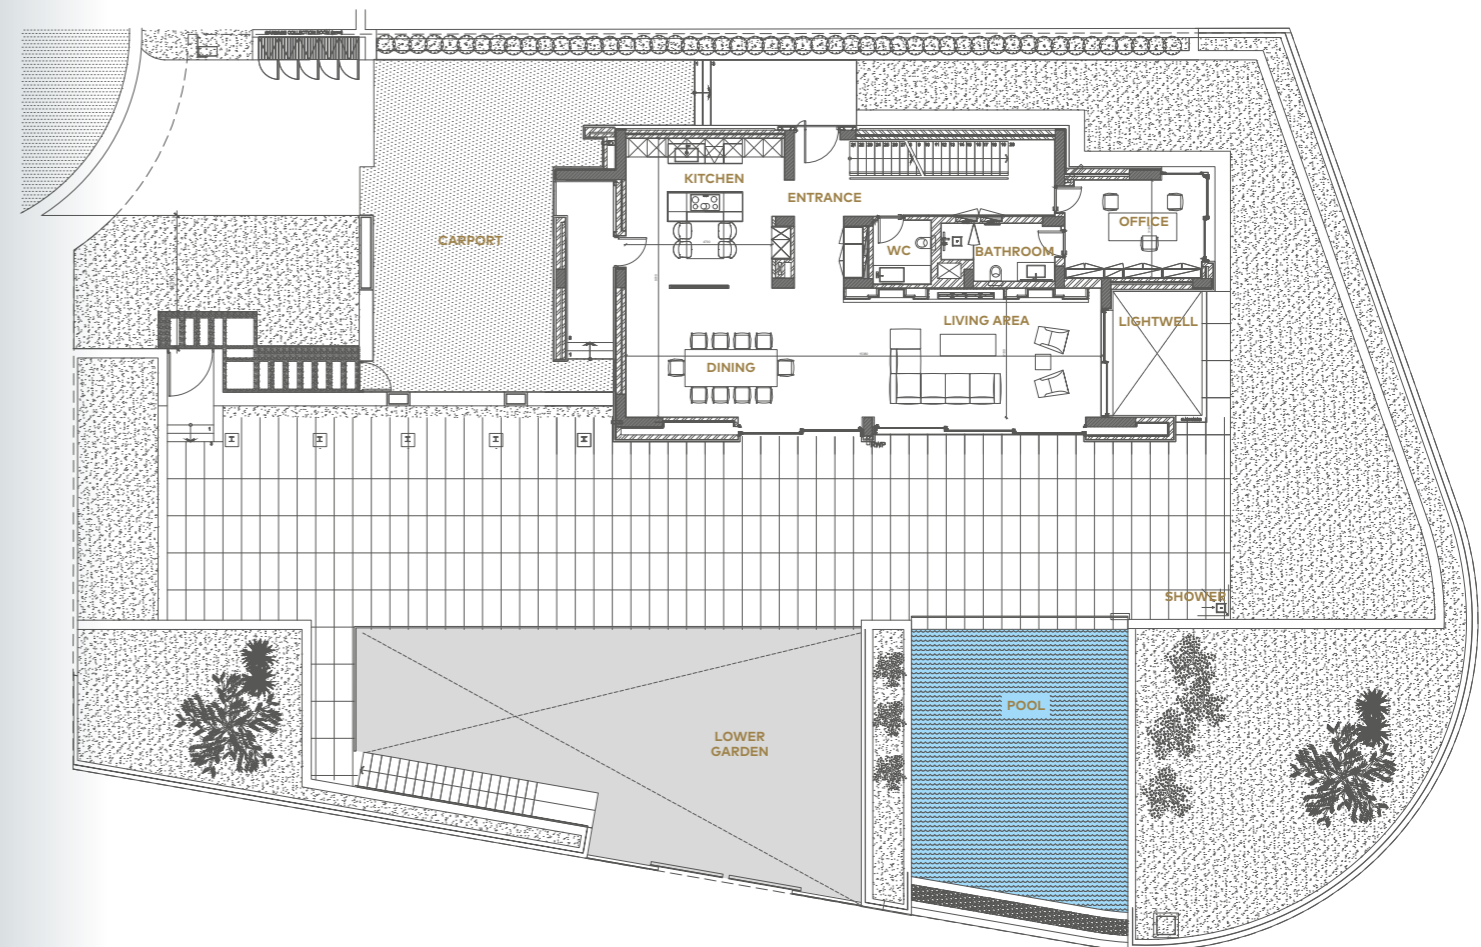 KITCHEN
ENTRANCE
OFFICE
CARPORT
WC
BATHROOM
LIVING AREA
LIGHTWELL
DINING
SHOWER
POOL
LOWER
GARDEN